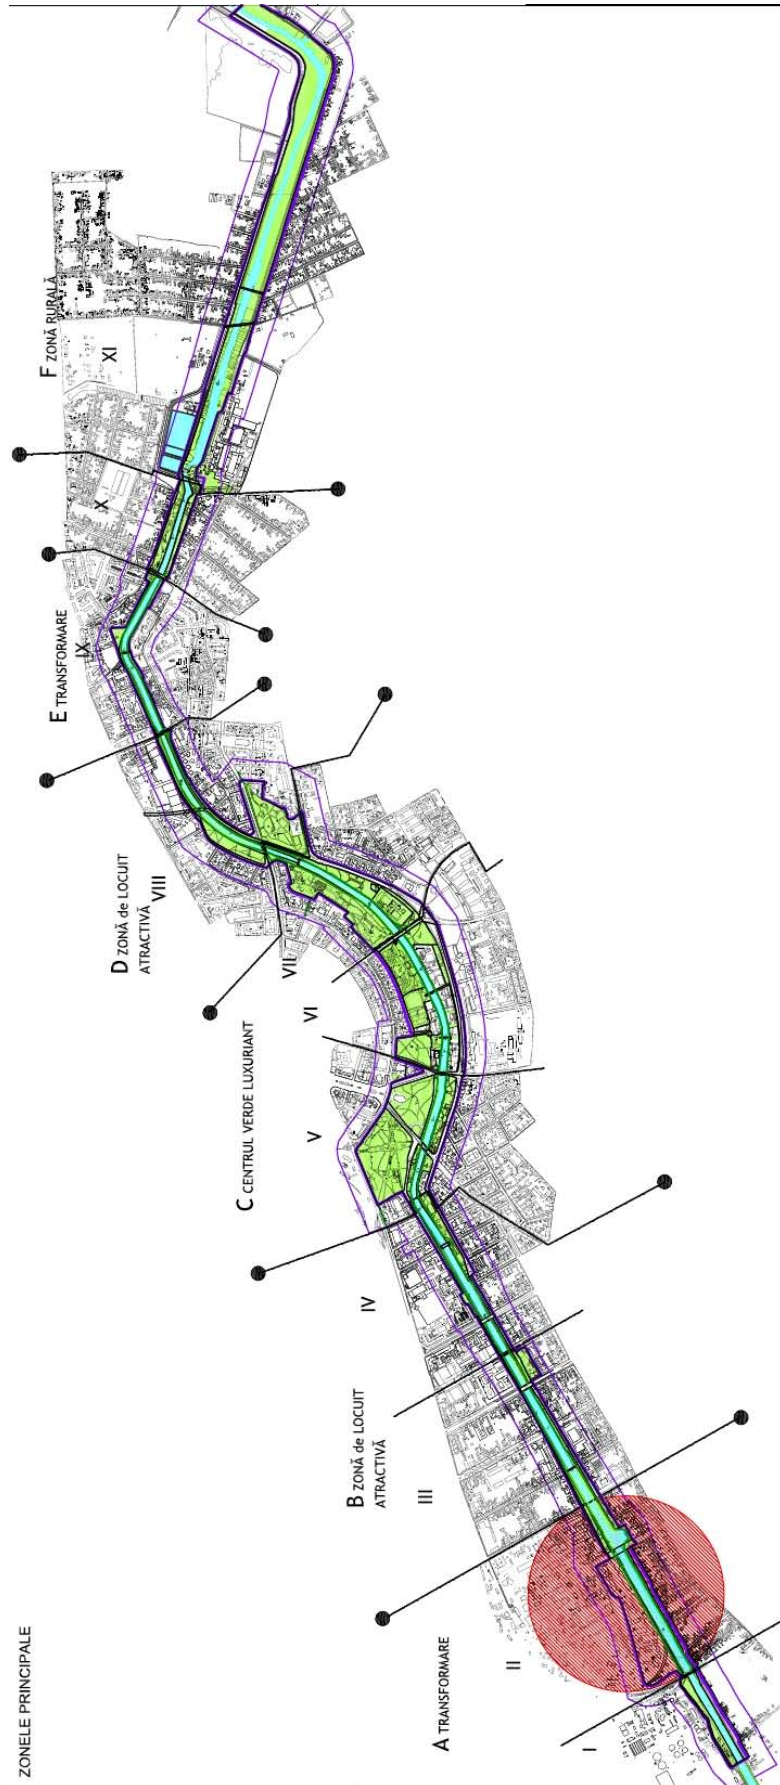 ZONELE PRINCIPALE
A TRANSFORMARE
I
II
B ZONĂ de LOCUIT
ATRACTIVĂ
III
IV
C CENTRUL VERDE LUXURIANT
V
VI
VII
D ZONĂ de LOCUIT
ATRACTIVĂ
VIII
E TRANSFORMARE
IX
X
F ZONĂ RURALĂ
XI